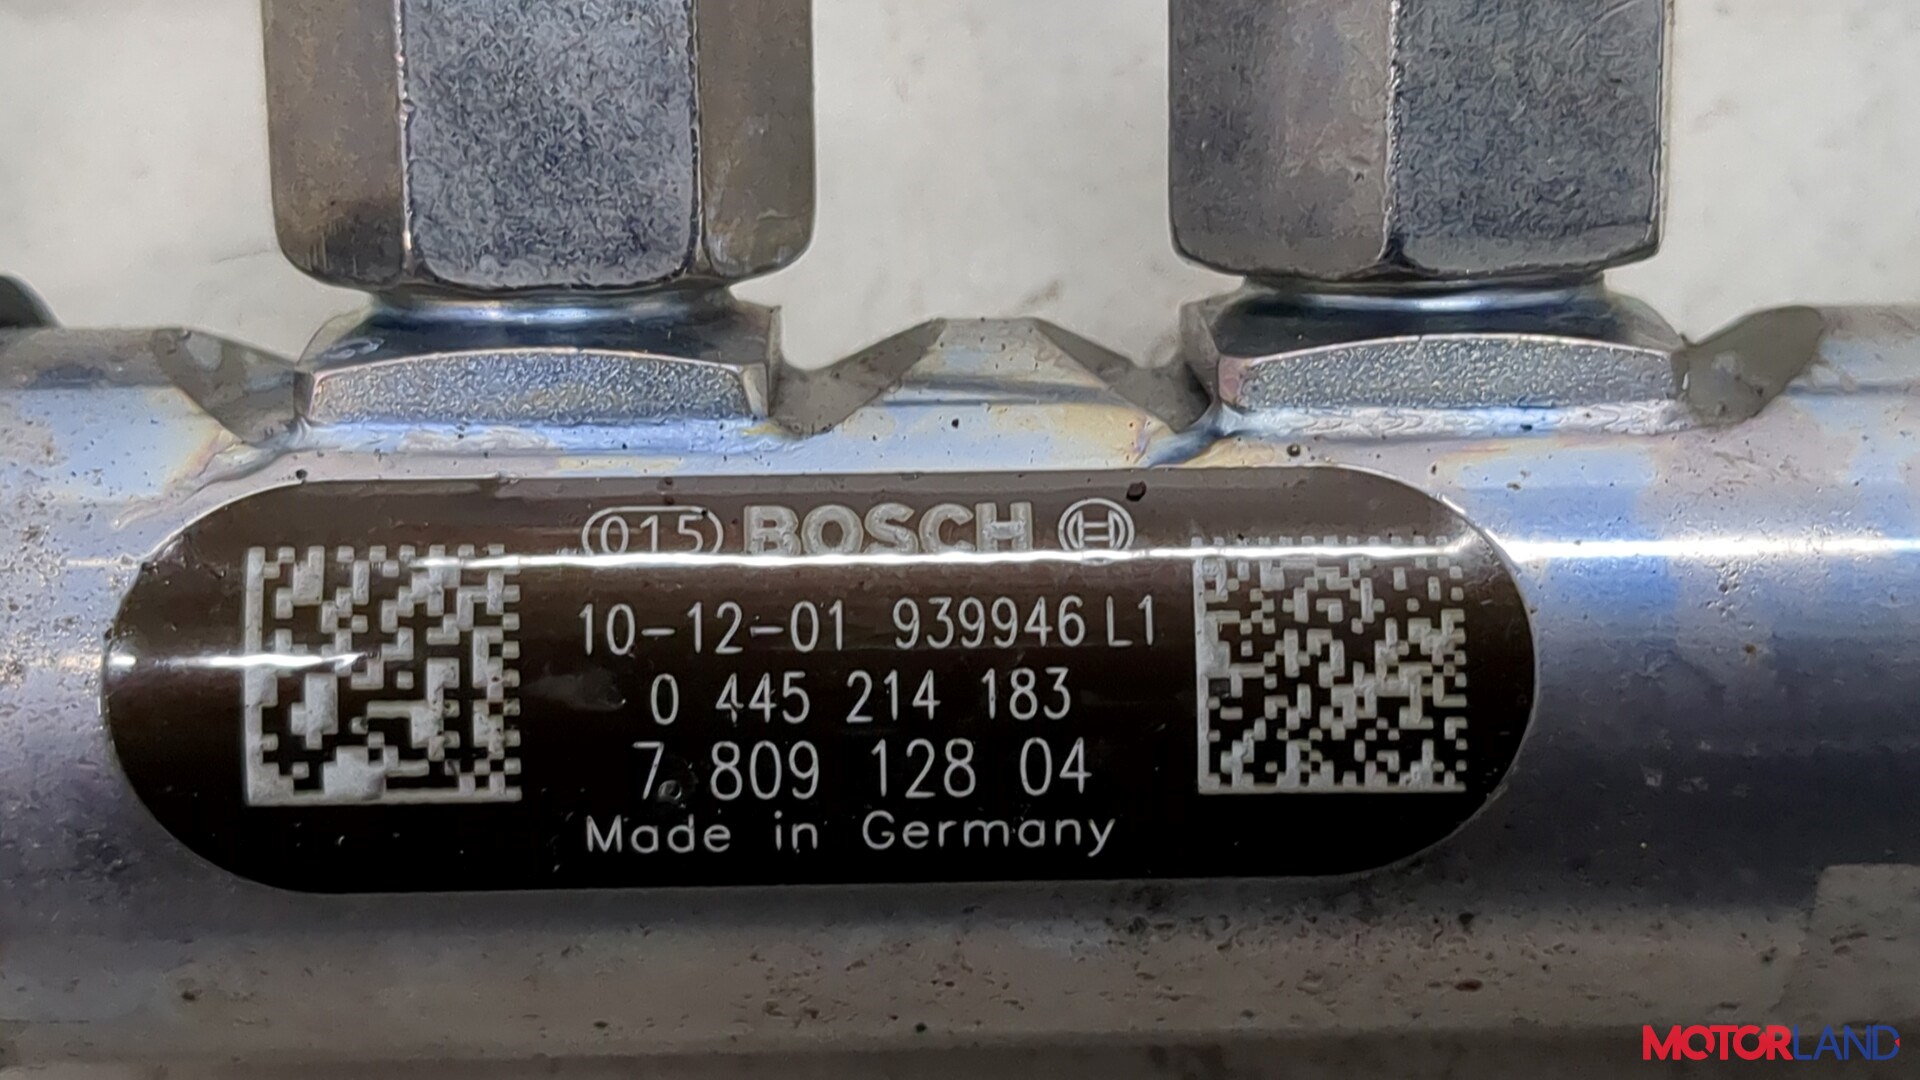 015 BOSCH
10-12-01 939946 L1
0 445 214 183
7 809 128 04
Made in Germany
MOTORLAND